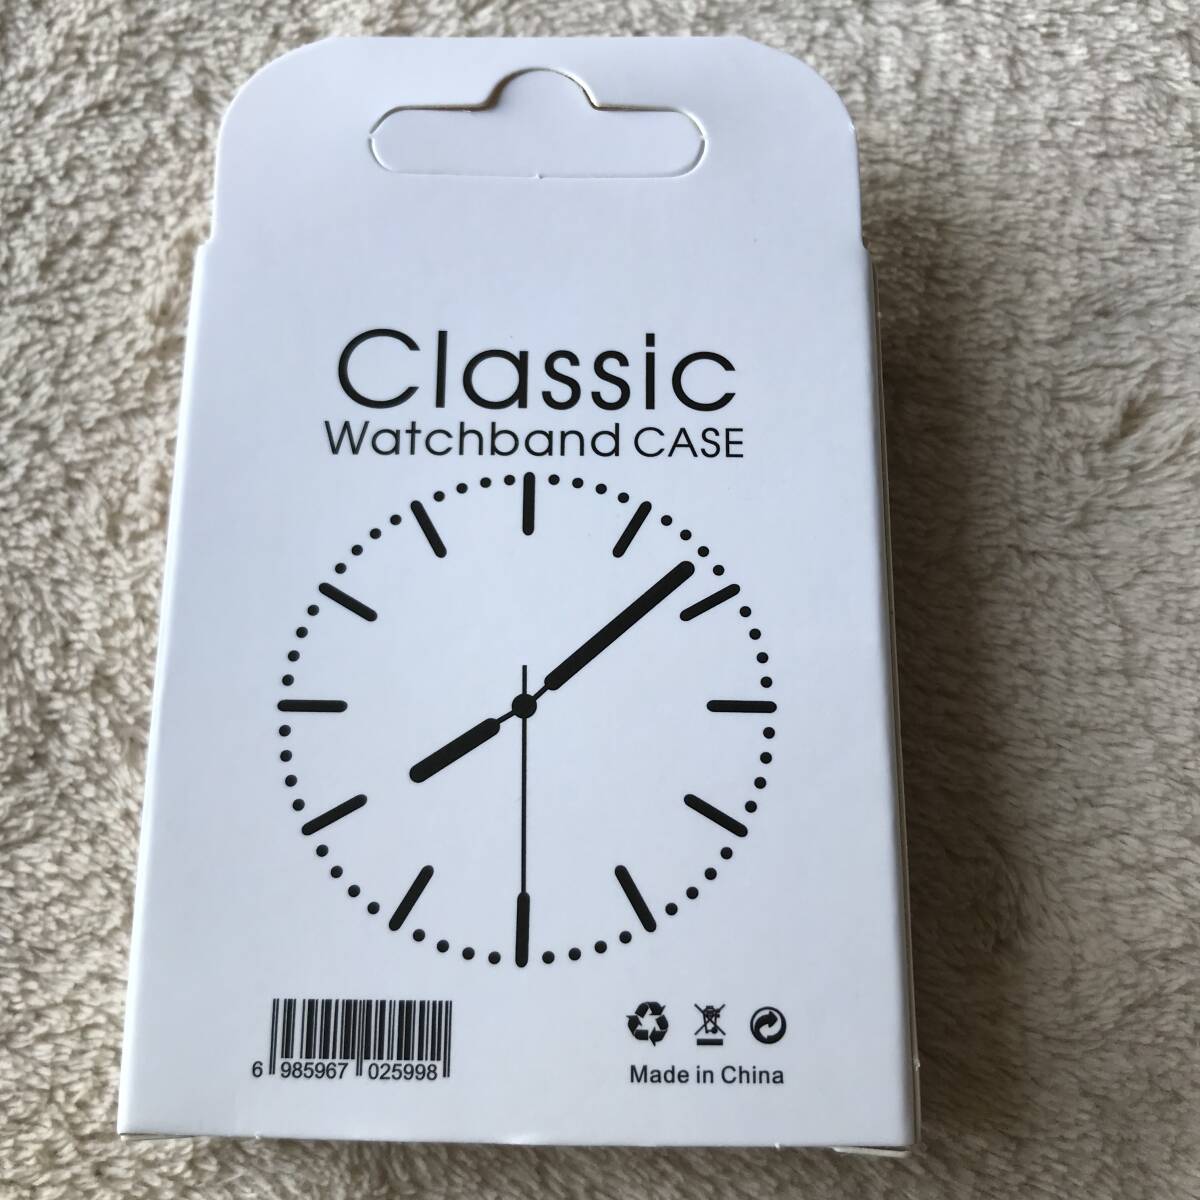 Classic
Watchband CASE
6 985967 025998
Made in China